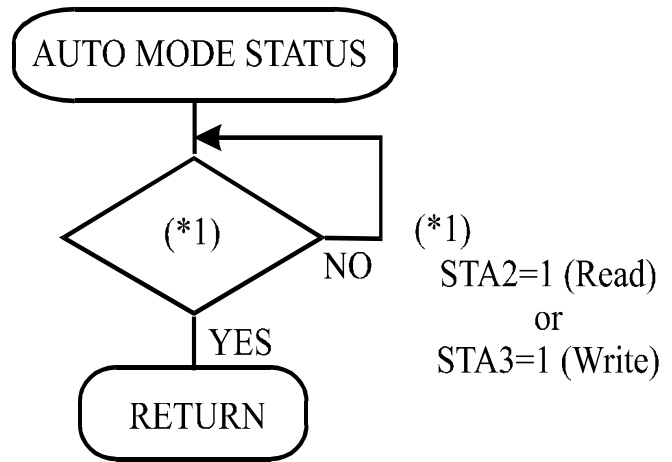 AUTO MODE STATUS
(*1)
NO
YES
RETURN
(*1)
STA2=1 (Read)
or
STA3=1 (Write)